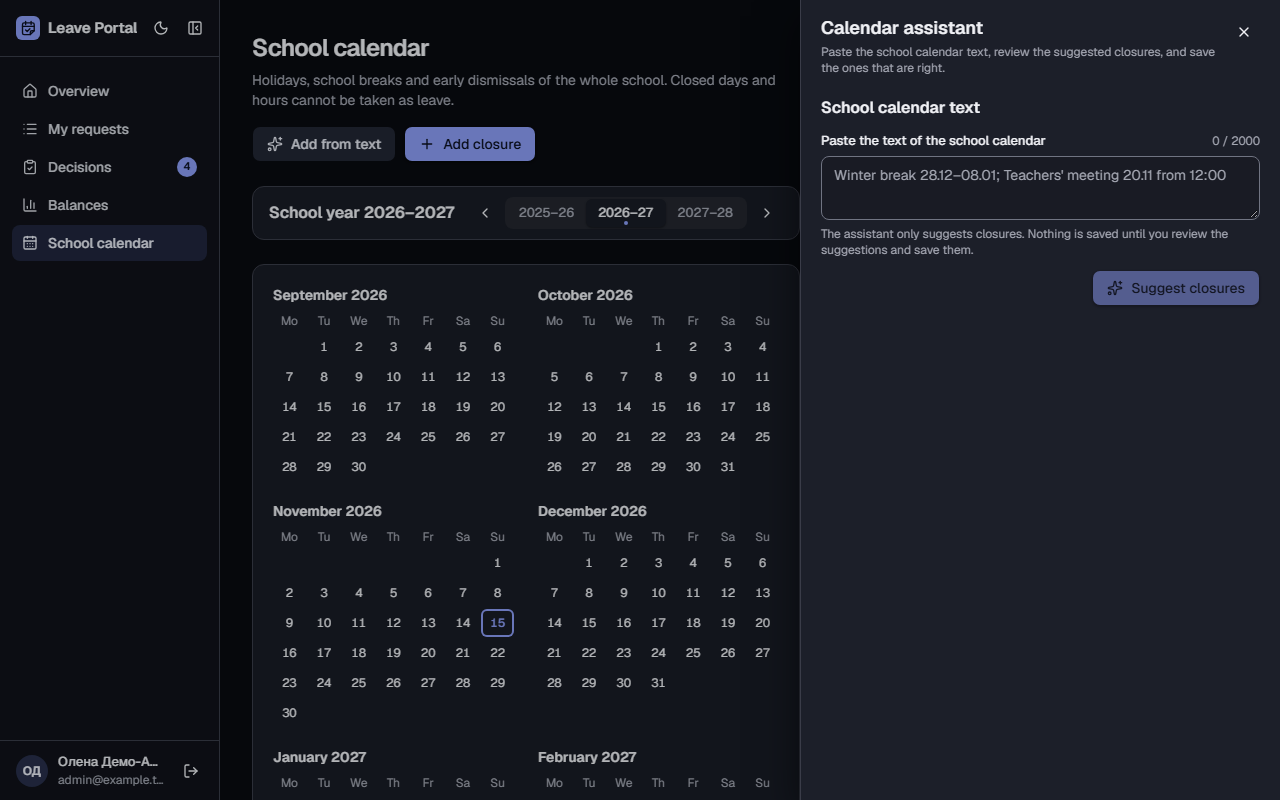 Leave Portal
Overview
My requests
Decisions 4
Balances
School calendar
ОД
Олена Демо-А...
admin@example.t...
School calendar
Holidays, school breaks and early dismissals of the whole school. Closed days and
hours cannot be taken as leave.
Add from text
Add closure
School year 2026–2027 2025–26 2026–27 2027–28
September 2026
Mo Tu We Th Fr Sa Su
1 2 3 4 5 6
7 8 9 10 11 12 13
14 15 16 17 18 19 20
21 22 23 24 25 26 27
28 29 30
October 2026
Mo Tu We Th Fr Sa Su
1 2 3 4
5 6 7 8 9 10 11
12 13 14 15 16 17 18
19 20 21 22 23 24 25
26 27 28 29 30 31
November 2026
Mo Tu We Th Fr Sa Su
1
2 3 4 5 6 7 8
9 10 11 12 13 14 15
16 17 18 19 20 21 22
23 24 25 26 27 28 29
30
December 2026
Mo Tu We Th Fr Sa Su
1 2 3 4 5 6
7 8 9 10 11 12 13
14 15 16 17 18 19 20
21 22 23 24 25 26 27
28 29 30 31
January 2027
Mo Tu We Th Fr Sa Su
February 2027
Mo Tu We Th Fr Sa Su
Calendar assistant
Paste the school calendar text, review the suggested closures, and save
the ones that are right.
School calendar text
Paste the text of the school calendar 0 / 2000
Winter break 28.12–08.01; Teachers' meeting 20.11 from 12:00
The assistant only suggests closures. Nothing is saved until you review the
suggestions and save them.
Suggest closures